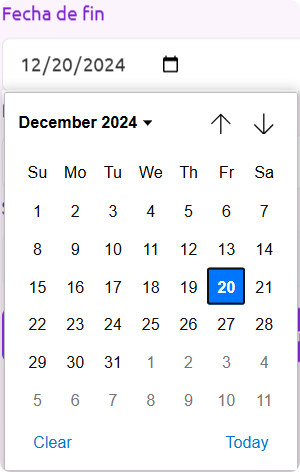 Fecha de fin
12/20/2024
December 2024
Su Mo Tu We Th Fr Sa
1 2 3 4 5 6 7
8 9 10 11 12 13 14
15 16 17 18 19 20 21
22 23 24 25 26 27 28
29 30 31 1 2 3 4
5 6 7 8 9 10 11
Clear Today